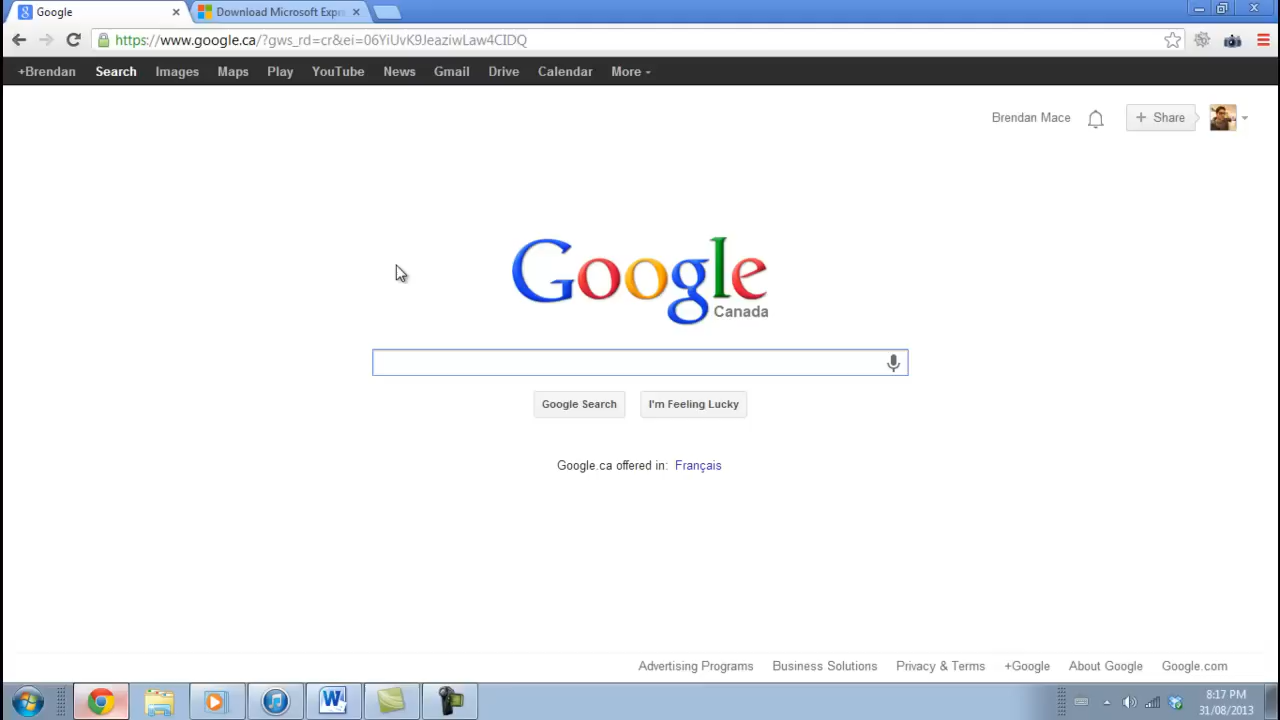 Google
Download Microsoft Expr
https://www.google.ca/?gws_rd=cr&ei=06YiUvK9JeaziwLaw4CIDQ
+Brendan Search Images Maps Play YouTube News Gmail Drive Calendar More
Brendan Mace
+ Share
Google
Canada
Google Search I'm Feeling Lucky
Google.ca offered in: Français
Advertising Programs Business Solutions Privacy & Terms +Google About Google Google.com
8:17 PM
31/08/2013